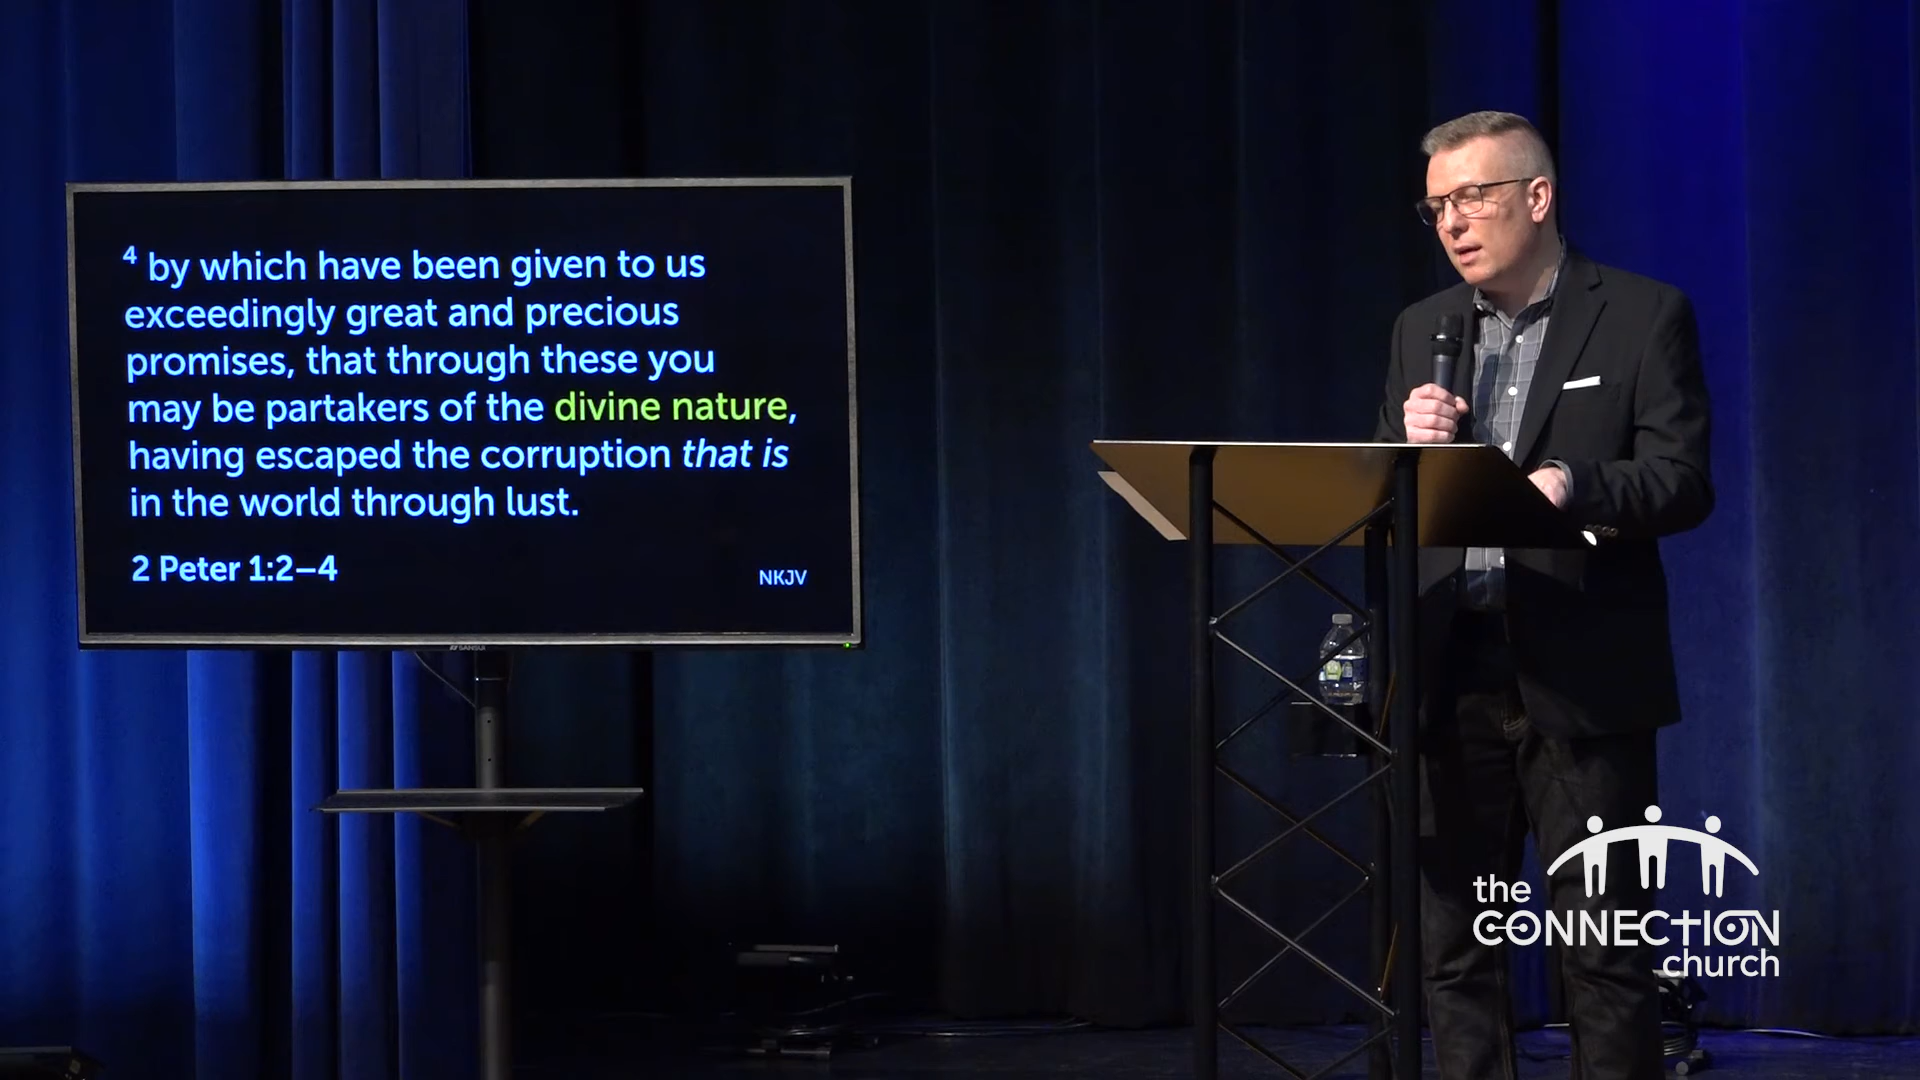 4 by which have been given to us
exceedingly great and precious
promises, that through these you
may be partakers of the divine nature,
having escaped the corruption that is
in the world through lust.
2 Peter 1:2–4
NKJV
SANSUI
the
CONNECTION
church